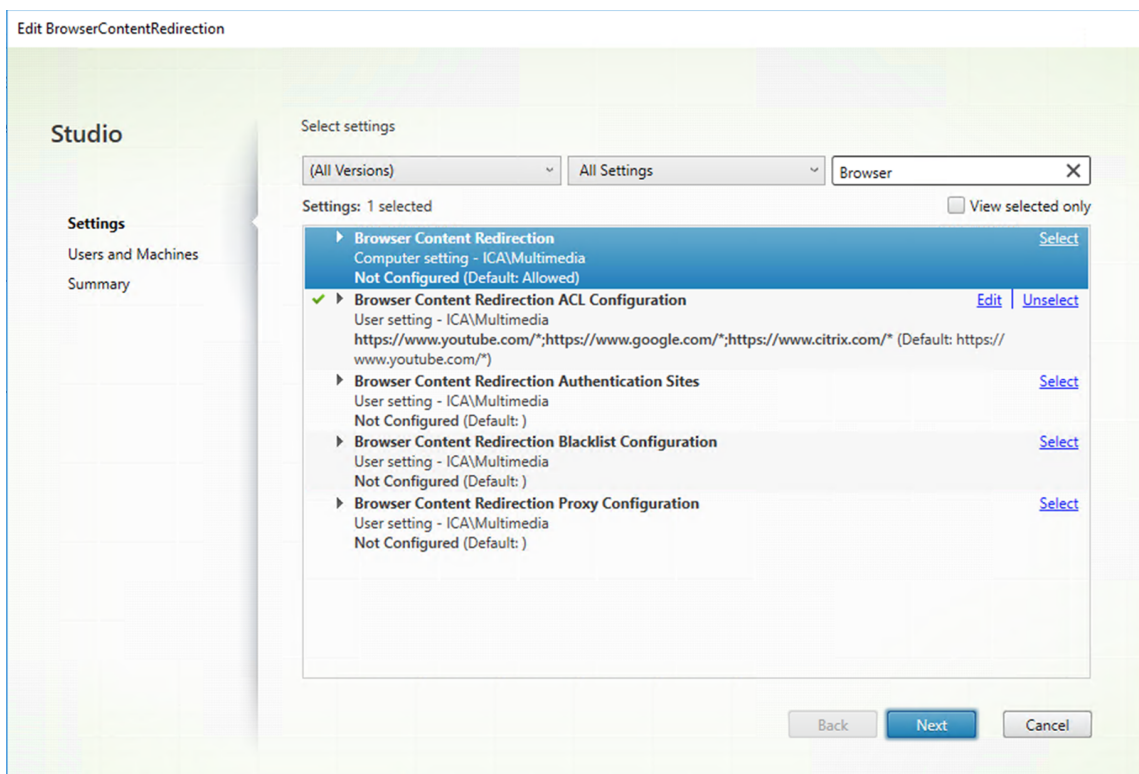 Edit BrowserContentRedirection
Studio
Settings
Users and Machines
Summary
Select settings
(All Versions)
All Settings
Browser
Settings: 1 selected
View selected only
Browser Content Redirection
Select
Computer setting - ICA\Multimedia
Not Configured (Default: Allowed)
Browser Content Redirection ACL Configuration
Edit | Unselect
User setting - ICA\Multimedia
https://www.youtube.com/*;https://www.google.com/*;https://www.citrix.com/* (Default: https://
www.youtube.com/*)
Browser Content Redirection Authentication Sites
Select
User setting - ICA\Multimedia
Not Configured (Default: )
Browser Content Redirection Blacklist Configuration
Select
User setting - ICA\Multimedia
Not Configured (Default: )
Browser Content Redirection Proxy Configuration
Select
User setting - ICA\Multimedia
Not Configured (Default: )
Back
Next
Cancel